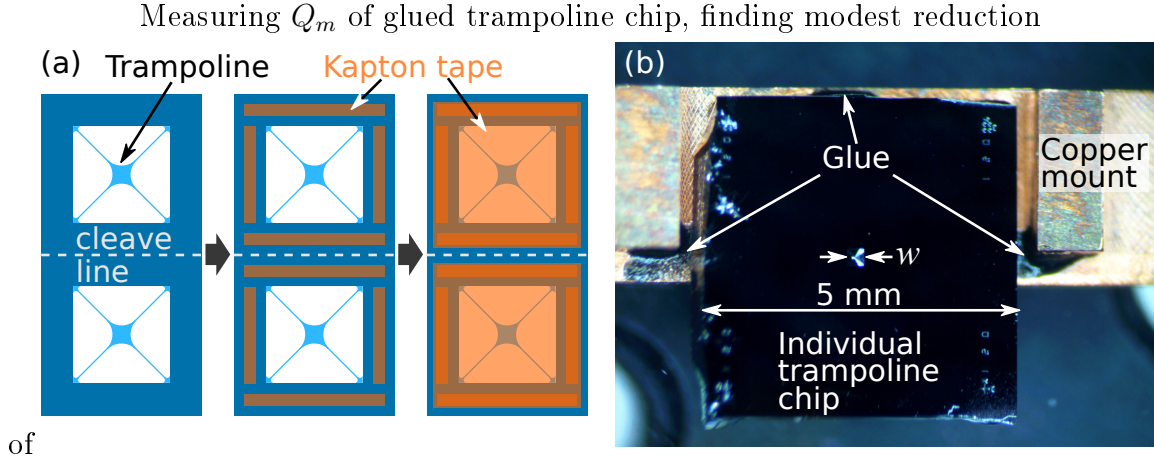 Measuring Qm of glued trampoline chip, finding modest reduction
(a)
Trampoline
Kapton tape
cleave
line
(b)
Glue
Copper
mount
w
5 mm
Individual
trampoline
chip
of